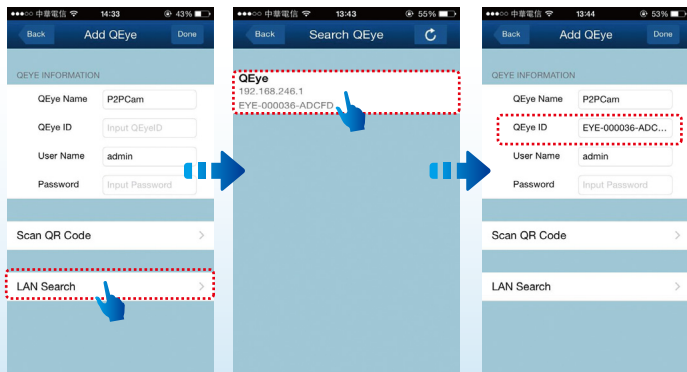 中華電信 14:33 43%
Back Add QEye Done
QEYE INFORMATION
QEye Name P2PCam
QEye ID Input QEyeID
User Name admin
Password Input Password
Scan QR Code
LAN Search
中華電信 13:43 55%
Back Search QEye
QEye
192.168.246.1
EYE-000036-ADCFD
中華電信 13:44 53%
Back Add QEye Done
QEYE INFORMATION
QEye Name P2PCam
QEye ID EYE-000036-ADC...
User Name admin
Password Input Password
Scan QR Code
LAN Search